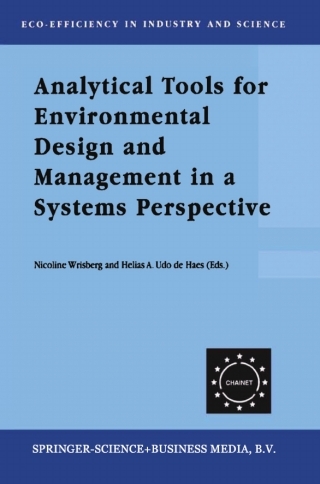 ECO-EFFICIENCY IN INDUSTRY AND SCIENCE
Analytical Tools for
Environmental
Design and
Management in a
Systems Perspective
Nicoline Wrisberg and Helias A. Udo de Haes (Eds.)
CHAINET
SPRINGER-SCIENCE+BUSINESS MEDIA, B.V.